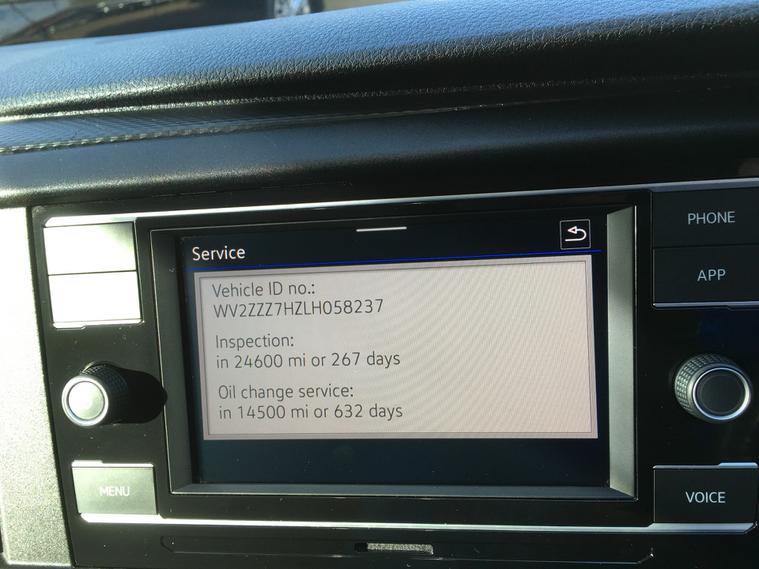 Service
Vehicle ID no.:
WV2ZZZ7HZLH058237
Inspection:
in 24600 mi or 267 days
Oil change service:
in 14500 mi or 632 days
PHONE
APP
MENU
VOICE